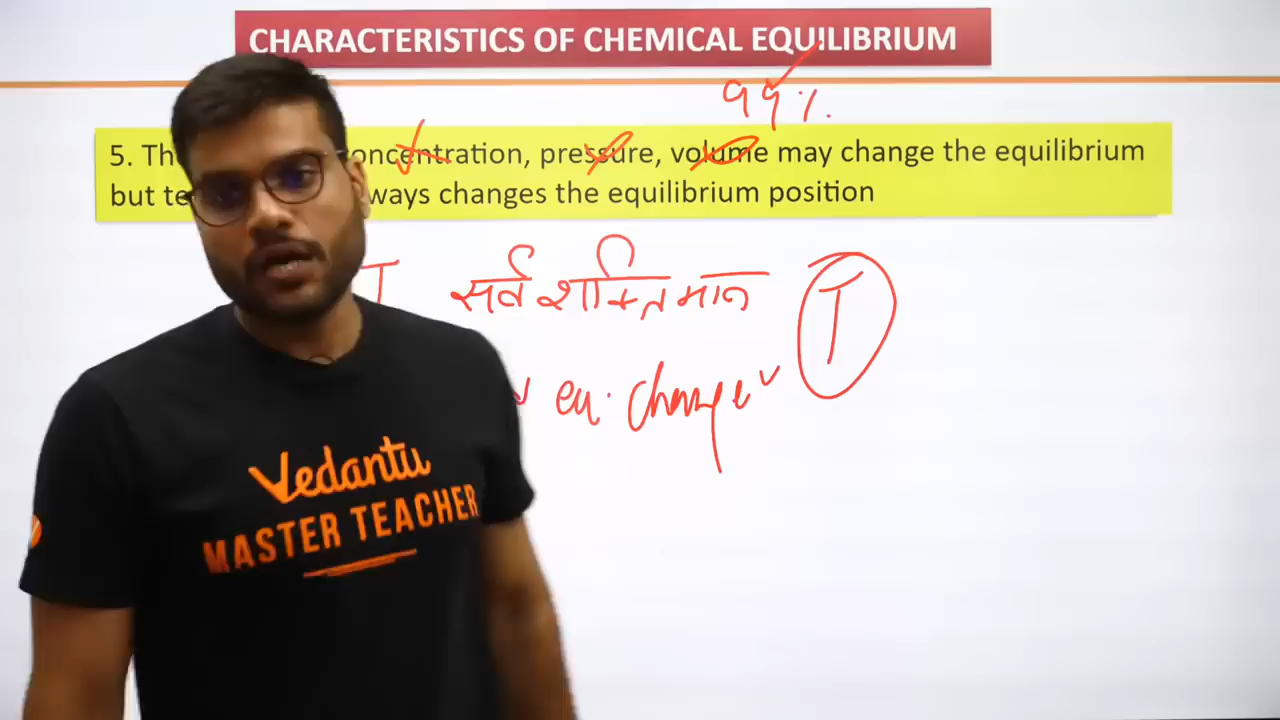 CHARACTERISTICS OF CHEMICAL EQUILIBRIUM
99%
5. Th oncentration, pressure, volume may change the equilibrium
but te ways changes the equilibrium position
T सर्वशक्तिमान T
eq. change
Vedantu
MASTER TEACHER